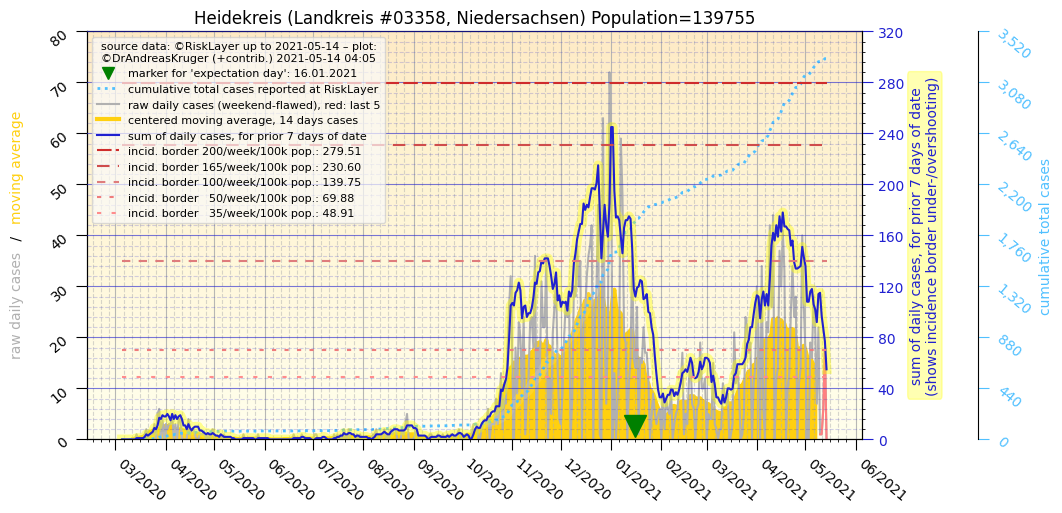 Heidekreis (Landkreis #03358, Niedersachsen) Population=139755
source data: ©RiskLayer up to 2021-05-14 – plot:
©DrAndreasKruger (+contrib.) 2021-05-14 04:05
marker for 'expectation day': 16.01.2021
cumulative total cases reported at RiskLayer
raw daily cases (weekend-flawed), red: last 5
centered moving average, 14 days cases
sum of daily cases, for prior 7 days of date
incid. border 200/week/100k pop.: 279.51
incid. border 165/week/100k pop.: 230.60
incid. border 100/week/100k pop.: 139.75
incid. border 50/week/100k pop.: 69.88
incid. border 35/week/100k pop.: 48.91
raw daily cases / moving average
80
70
60
50
40
30
20
10
0
03/2020
04/2020
05/2020
06/2020
07/2020
08/2020
09/2020
10/2020
11/2020
12/2020
01/2021
02/2021
03/2021
04/2021
05/2021
06/2021
320
280
240
200
160
120
80
40
0
sum of daily cases, for prior 7 days of date
(shows incidence border under-/overshooting)
3,520
3,080
2,640
2,200
1,760
1,320
880
440
0
cumulative total cases